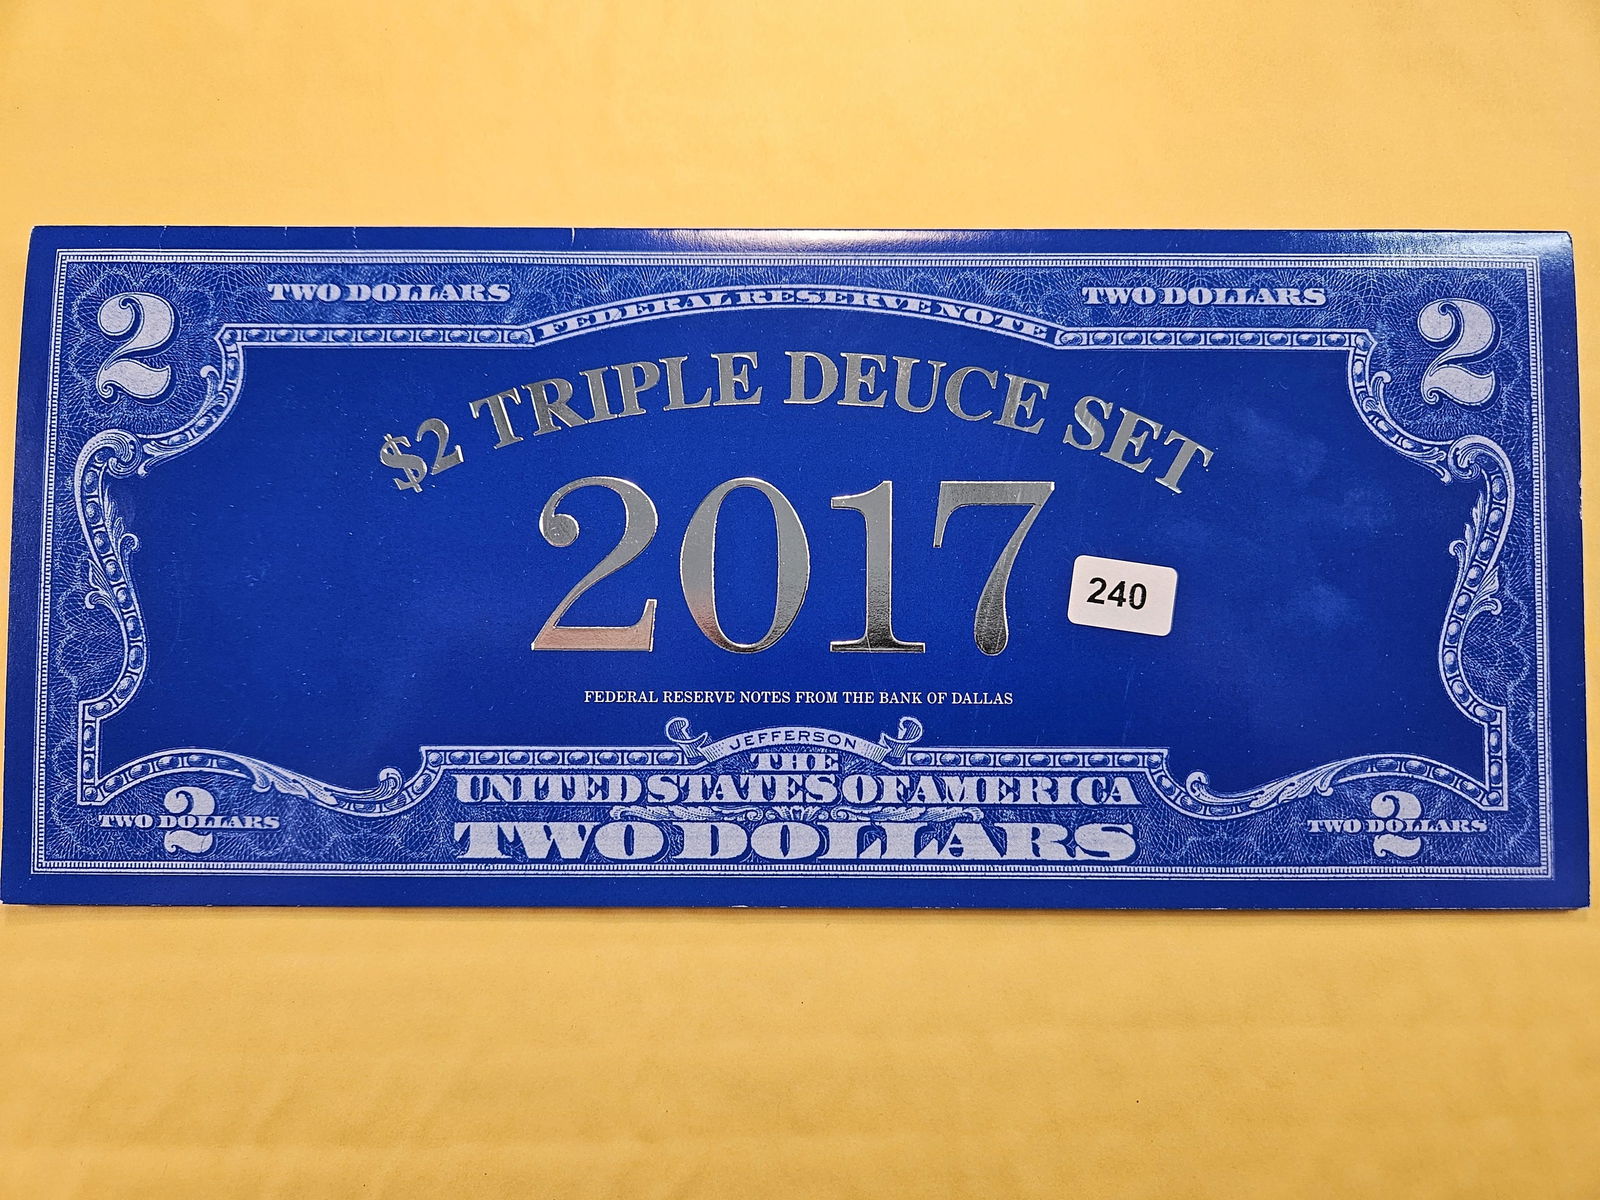 2 TWO DOLLARS FEDERAL RESERVE NOTE TWO DOLLARS 2
$2 TRIPLE DEUCE SET
2017
240
FEDERAL RESERVE NOTES FROM THE BANK OF DALLAS
JEFFERSON
THE
UNITED STATES OF AMERICA
2 TWO DOLLARS
TWO DOLLARS
2 TWO DOLLARS